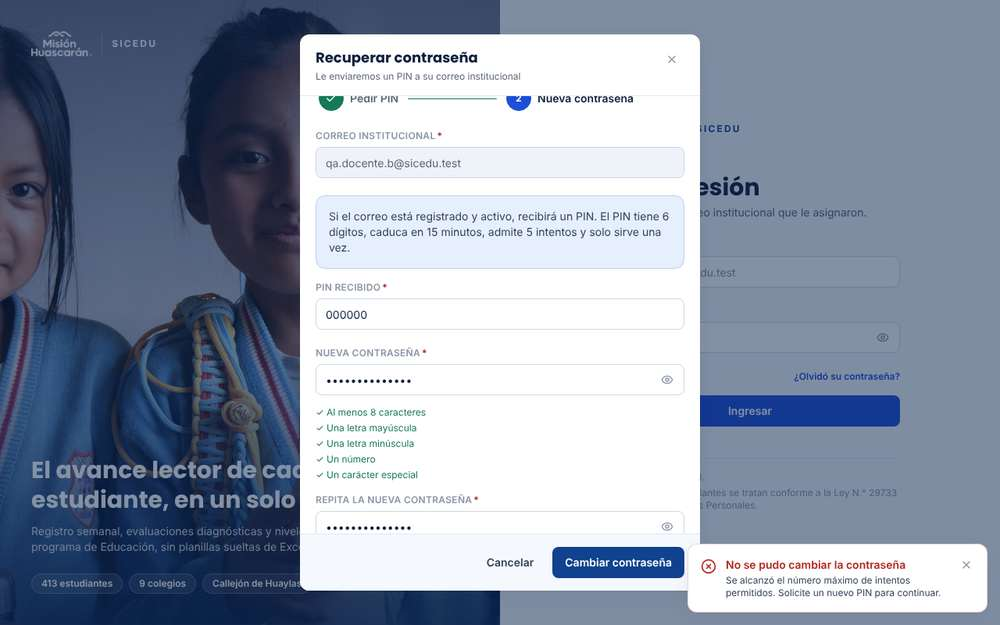 Misión
Huascarán.
SICEDU
El avance lector de cad
estudiante, en un solo
Registro semanal, evaluaciones diagnósticas y nivel
programa de Educación, sin planillas sueltas de Exce
413 estudiantes
9 colegios
Callejón de Huaylas
Recuperar contraseña
Le enviaremos un PIN a su correo institucional
Pedir PIN
2
Nueva contraseña
CORREO INSTITUCIONAL *
qa.docente.b@sicedu.test
Si el correo está registrado y activo, recibirá un PIN. El PIN tiene 6
dígitos, caduca en 15 minutos, admite 5 intentos y solo sirve una
vez.
PIN RECIBIDO *
000000
NUEVA CONTRASEÑA *
••••••••••••••
✓ Al menos 8 caracteres
✓ Una letra mayúscula
✓ Una letra minúscula
✓ Un número
✓ Un carácter especial
REPITA LA NUEVA CONTRASEÑA *
••••••••••••••
Cancelar
Cambiar contraseña
SICEDU
esión
eo institucional que le asignaron.
du.test
¿Olvidó su contraseña?
Ingresar
iantes se tratan conforme a la Ley N.° 29733
s Personales.
No se pudo cambiar la contraseña
Se alcanzó el número máximo de intentos
permitidos. Solicite un nuevo PIN para continuar.